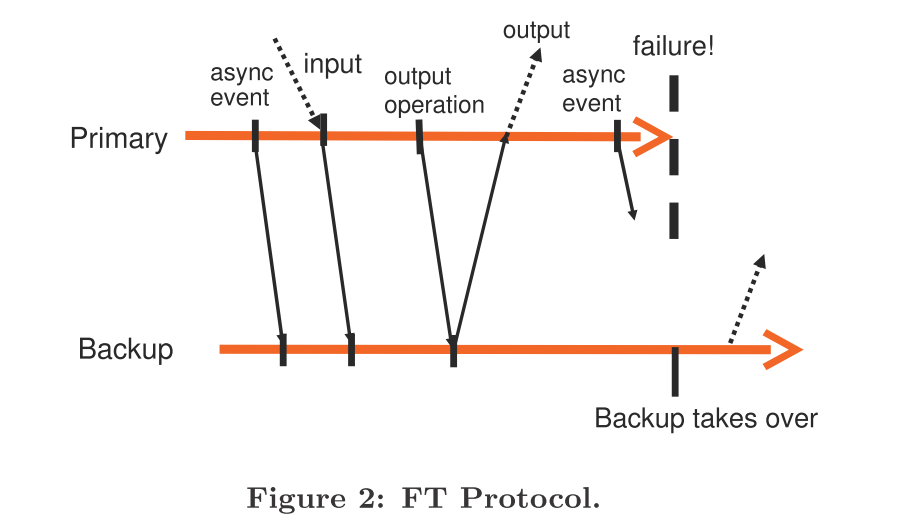 output
failure!
async
event
input
output
operation
async
event
Primary
Backup
Backup takes over
Figure 2: FT Protocol.